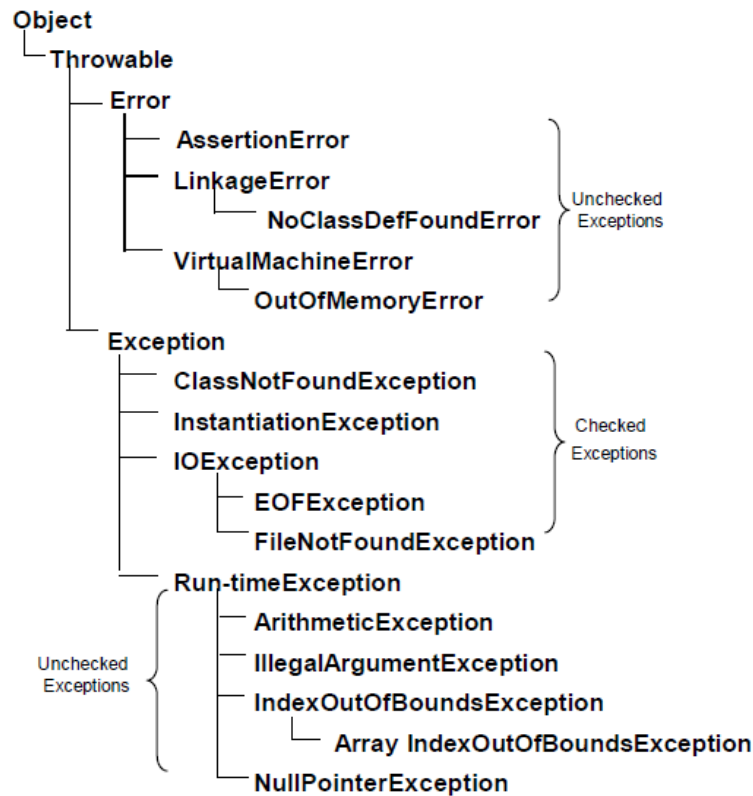 Object
Throwable
Error
AssertionError
LinkageError
NoClassDefFoundError
VirtualMachineError
OutOfMemoryError
Unchecked
Exceptions
Exception
ClassNotFoundException
InstantiationException
IOException
EOFException
FileNotFoundException
Checked
Exceptions
Run-timeException
ArithmeticException
IllegalArgumentException
IndexOutOfBoundsException
Array IndexOutOfBoundsException
NullPointerException
Unchecked
Exceptions